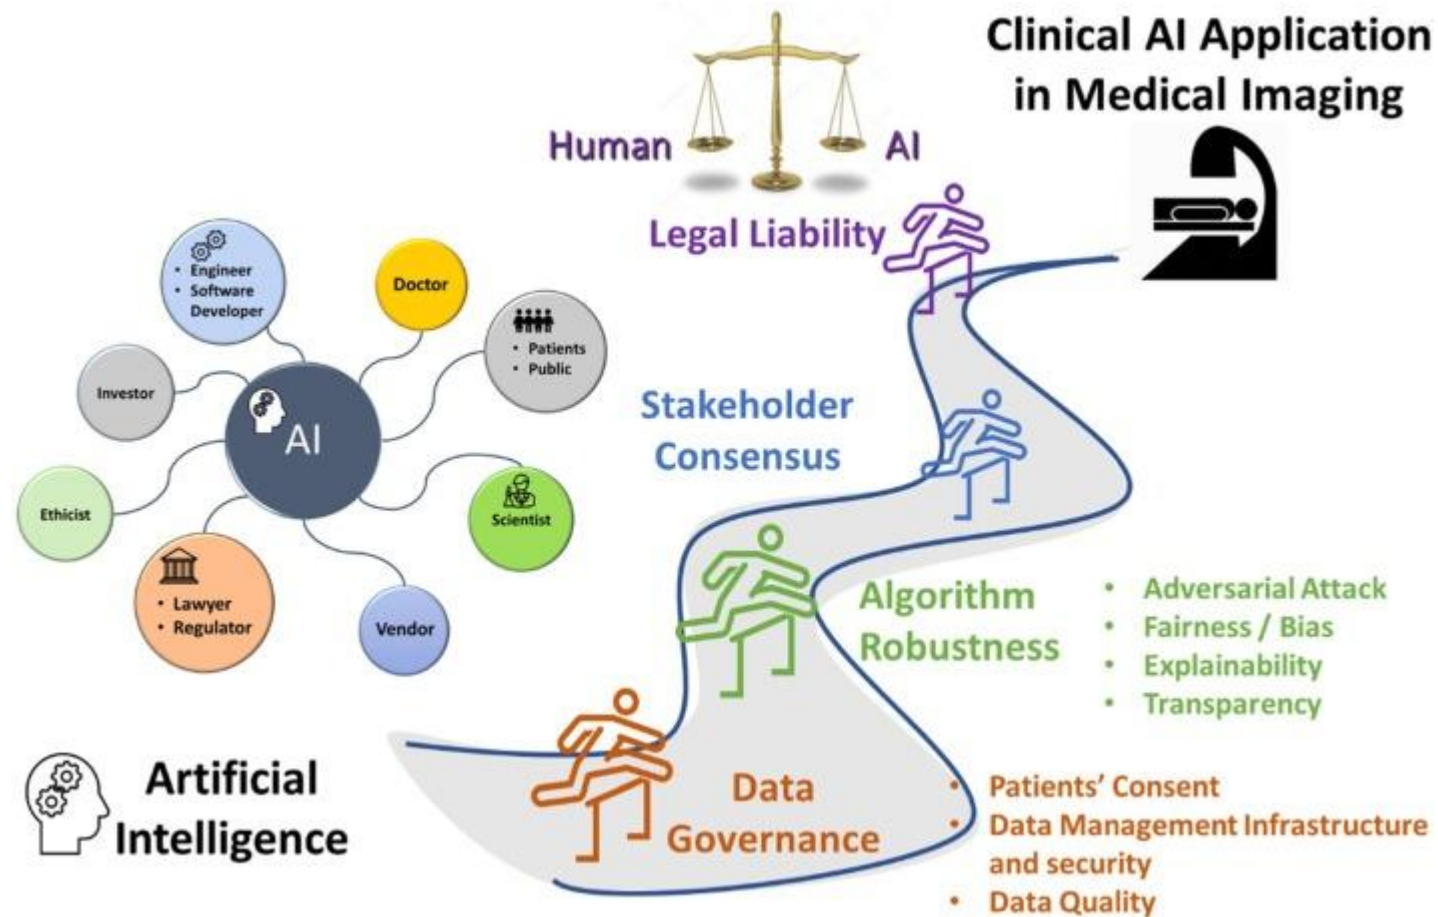 Clinical AI Application
in Medical Imaging
Human
AI
Legal Liability
• Engineer
• Software
Developer
Doctor
• Patients
• Public
Investor
AI
Stakeholder
Consensus
Ethicist
Scientist
• Lawyer
• Regulator
Vendor
Algorithm
Robustness
• Adversarial Attack
• Fairness / Bias
• Explainability
• Transparency
Artificial
Intelligence
Data
Governance
• Patients’ Consent
• Data Management Infrastructure
and security
• Data Quality